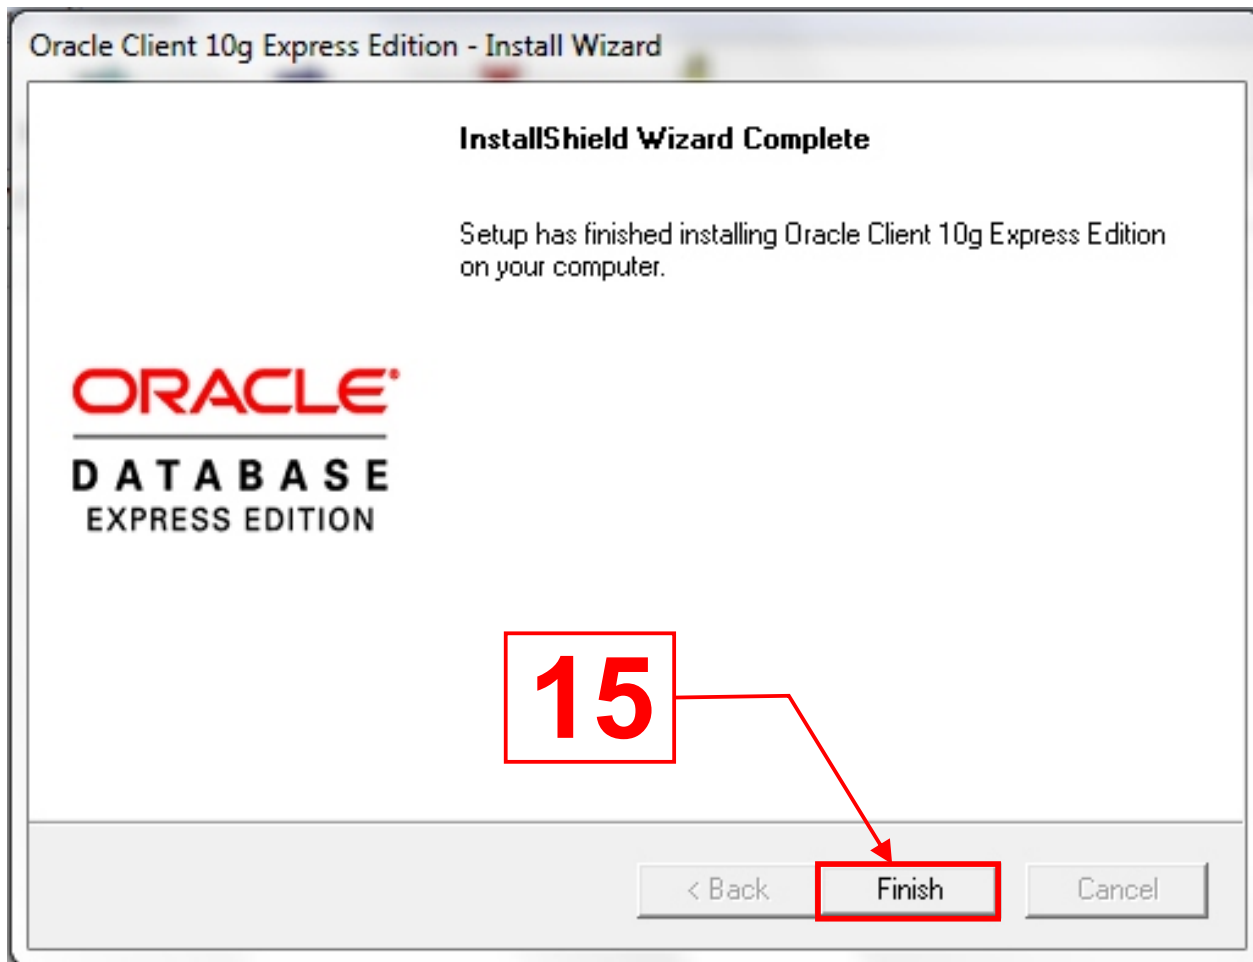 Oracle Client 10g Express Edition - Install Wizard
InstallShield Wizard Complete
Setup has finished installing Oracle Client 10g Express Edition
on your computer.
ORACLE®
DATABASE
EXPRESS EDITION
15
< Back
Finish
Cancel